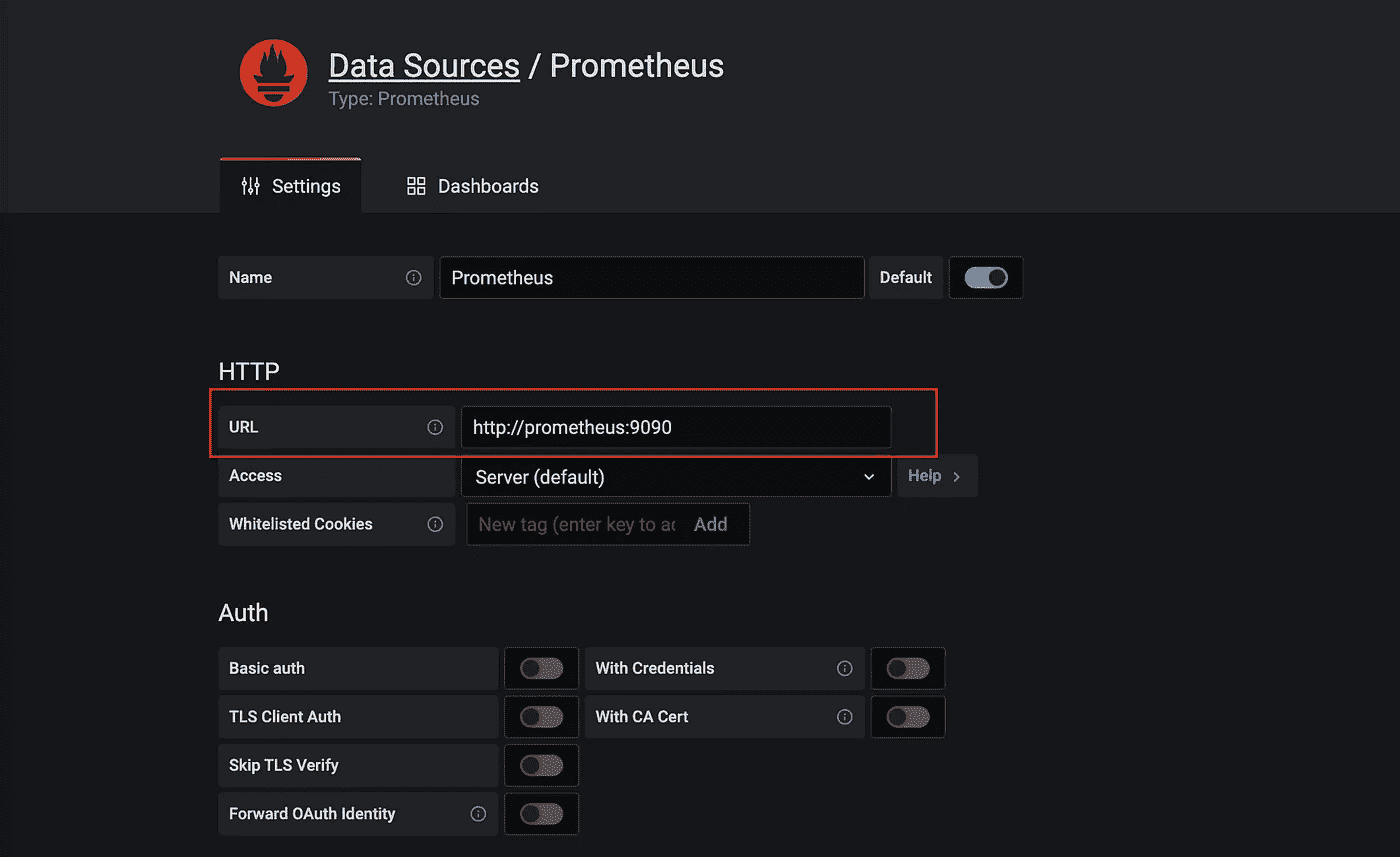 Data Sources / Prometheus
Type: Prometheus
Settings
Dashboards
Name
Prometheus
Default
HTTP
URL
http://prometheus:9090
Access
Server (default)
Help
Whitelisted Cookies
New tag (enter key to ac
Add
Auth
Basic auth
With Credentials
TLS Client Auth
With CA Cert
Skip TLS Verify
Forward OAuth Identity